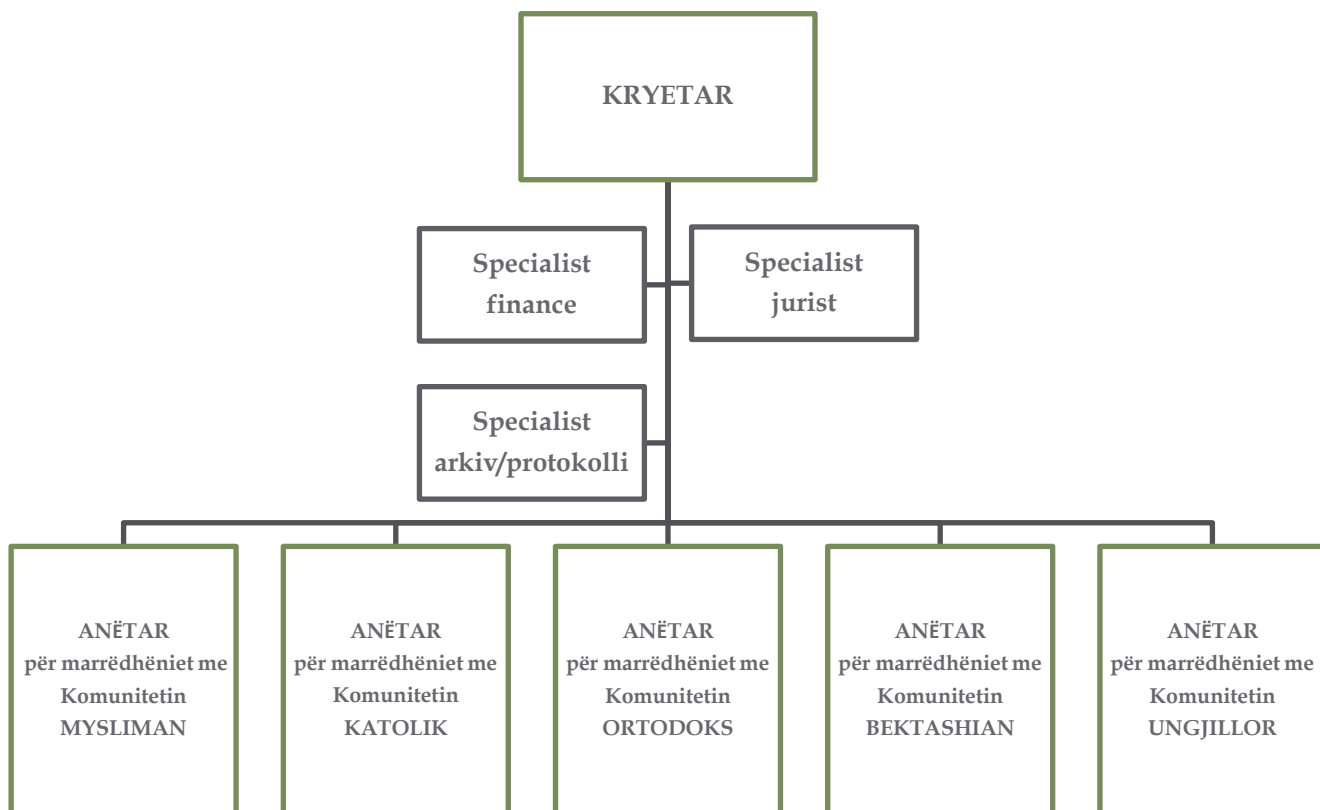 KRYETAR
Specialist
finance
Specialist
jurist
Specialist
arkiv/protokolli
ANËTAR
për marrëdhëniet me
Komunitetin
MYSLIMAN
ANËTAR
për marrëdhëniet me
Komunitetin
KATOLIK
ANËTAR
për marrëdhëniet me
Komunitetin
ORTODOKS
ANËTAR
për marrëdhëniet me
Komunitetin
BEKTASHIAN
ANËTAR
për marrëdhëniet me
Komunitetin
UNGJILLOR